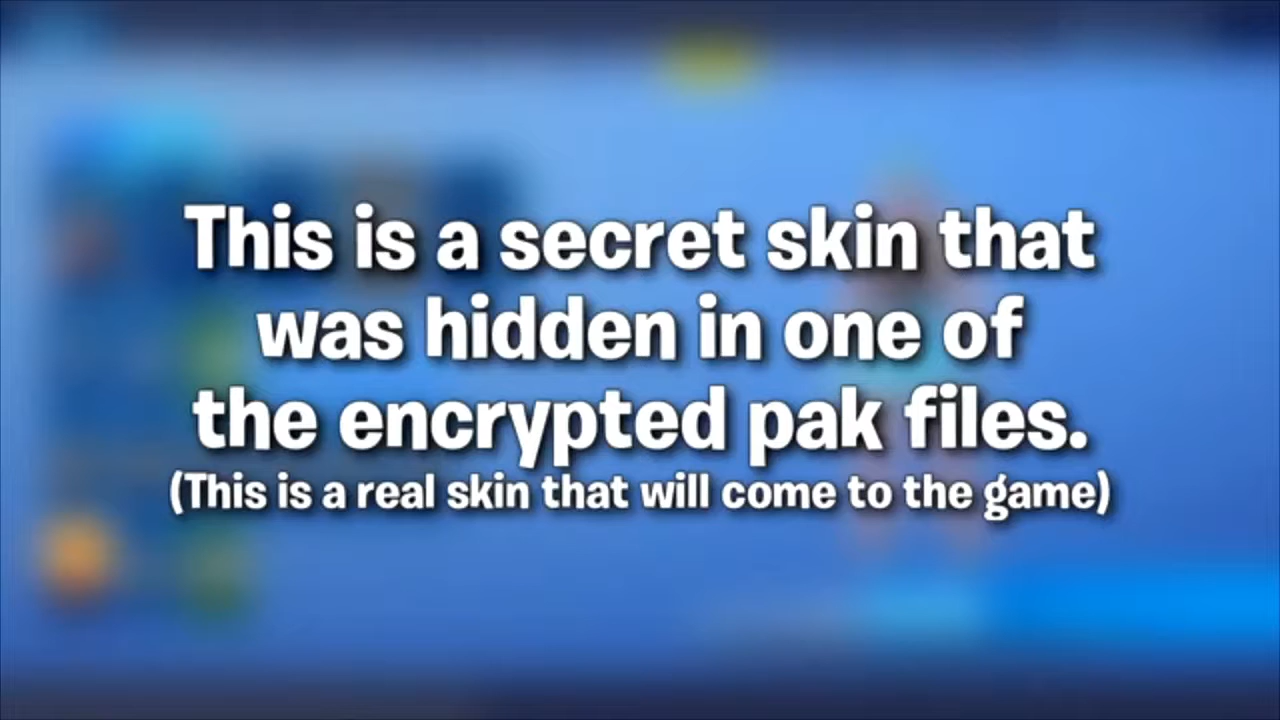 This is a secret skin that
was hidden in one of
the encrypted pak files.
(This is a real skin that will come to the game)